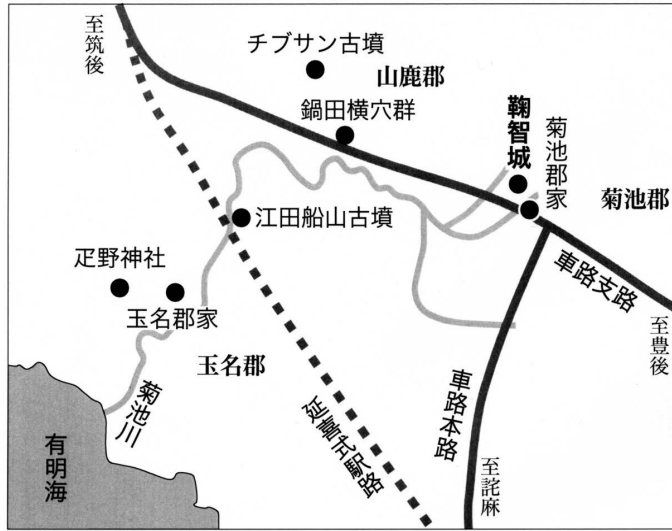 至筑後
チブサン古墳
山鹿郡
鍋田横穴群
鞠智城
菊池郡家
菊池郡
江田船山古墳
疋野神社
玉名郡家
車路支路
至豊後
玉名郡
菊池川
延喜式駅路
車路本路
至詫麻
有明海